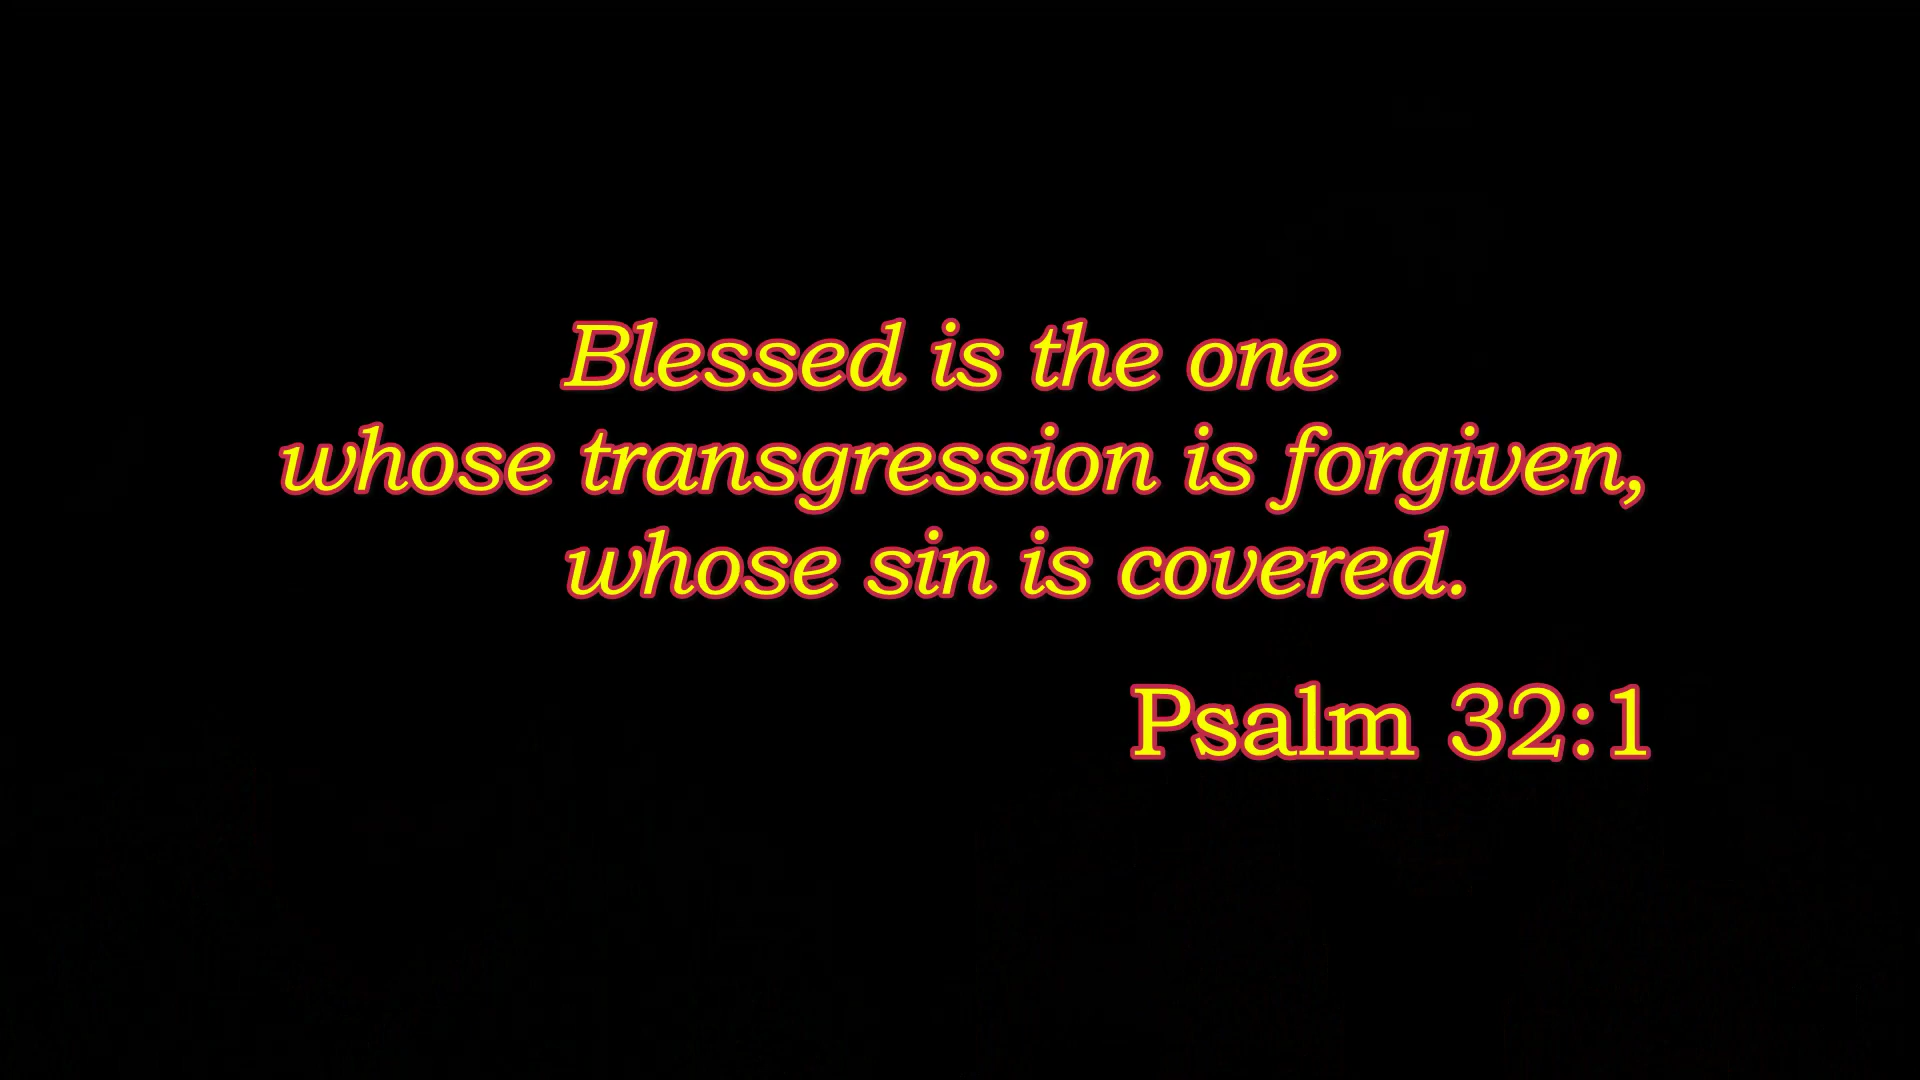 Blessed is the one
whose transgression is forgiven,
whose sin is covered.
Psalm 32:1